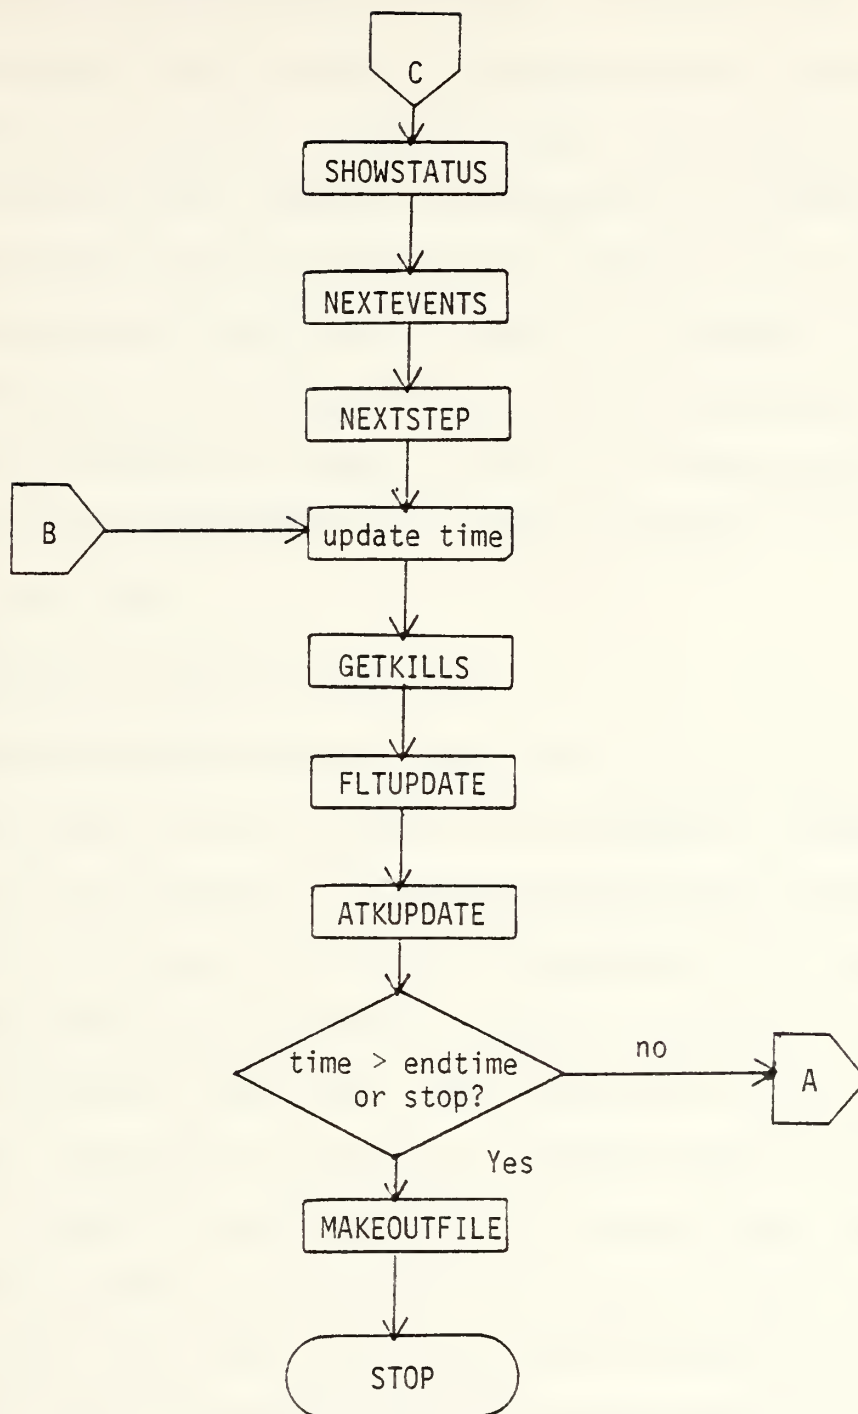 C
SHOWSTATUS
NEXTEVENTS
NEXTSTEP
B
update time
GETKILLS
FLTUPDATE
ATKUPDATE
time > endtime
or stop?
no
A
Yes
MAKEOUTFILE
STOP